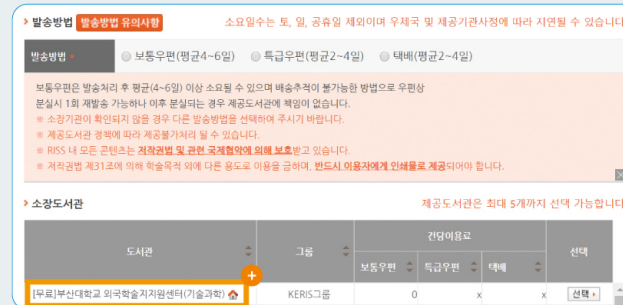 › 발송방법 발송방법 유의사항 소요일수는 토, 일, 공휴일 제외이며 우체국 및 제공기관사정에 따라 지연될 수 있습니다
발송방법 * 보통우편(평균4~6일) 특급우편(평균2~4일) 택배(평균2~4일)
보통우편은 발송처리 후 평균(4~6일) 이상 소요될 수 있으며 배송추적이 불가능한 방법으로 우편상
분실시 1회 재발송 가능하나 이후 분실되는 경우 제공도서관에 책임이 없습니다.
※ 소장기관이 확인되지 않을 경우 다른 발송방법을 선택하여 주시기 바랍니다.
※ 제공도서관 정책에 따라 제공불가처리 될 수 있습니다.
※ RISS 내 모든 콘텐츠는 저작권법 및 관련 국제협약에 의해 보호받고 있습니다.
※ 저작권법 제31조에 의해 학술목적 외에 다른 용도로 이용을 금하며, 반드시 이용자에게 인쇄물로 제공되어야 합니다.
› 소장도서관 제공도서관은 최대 5개까지 선택 가능합니다
도서관 그룹 건당이용료 선택
보통우편 특급우편 택배
[무료]부산대학교 외국학술지지원센터(기술과학) KERIS그룹 0 x x 선택